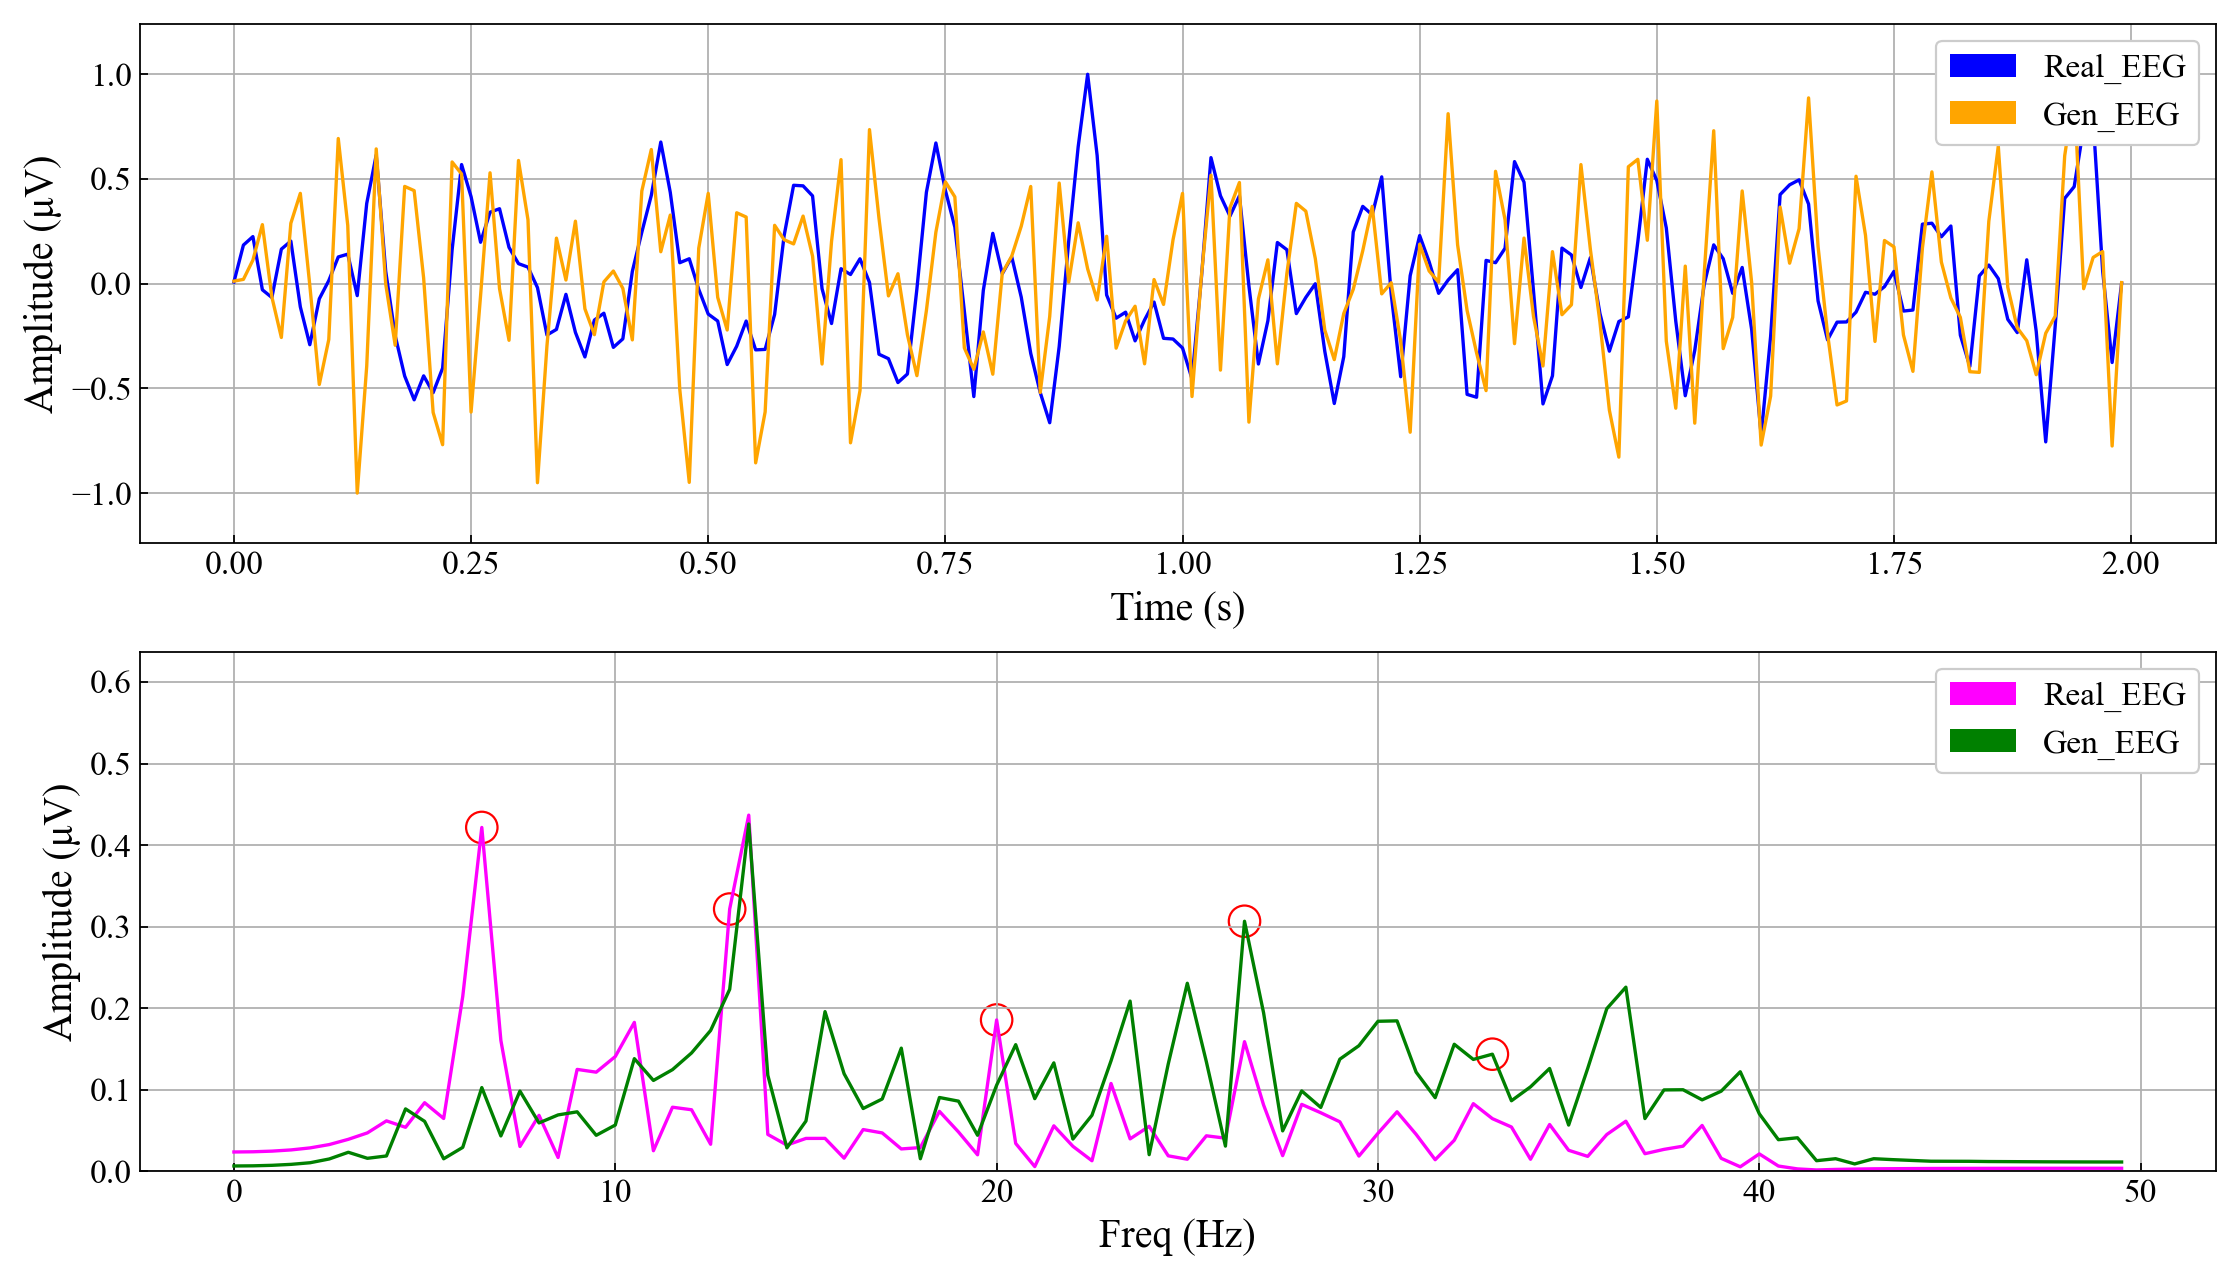 Amplitude (μV)
1.0
0.5
0.0
−0.5
−1.0
Real_EEG
Gen_EEG
0.00 0.25 0.50 0.75 1.00 1.25 1.50 1.75 2.00
Time (s)
Amplitude (μV)
0.6
0.5
0.4
0.3
0.2
0.1
0.0
Real_EEG
Gen_EEG
0 10 20 30 40 50
Freq (Hz)